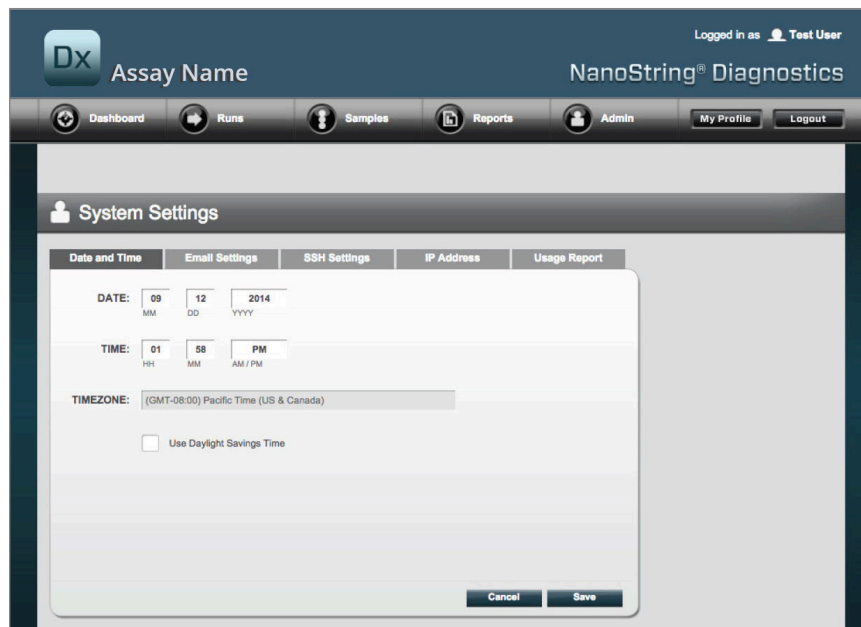 Logged in as Test User
Dx Assay Name
NanoString® Diagnostics
Dashboard Runs Samples Reports Admin My Profile Logout
System Settings
Date and Time Email Settings SSH Settings IP Address Usage Report
DATE: 09 12 2014
MM DD YYYY
TIME: 01 58 PM
HH MM AM / PM
TIMEZONE: (GMT-08:00) Pacific Time (US & Canada)
Use Daylight Savings Time
Cancel Save